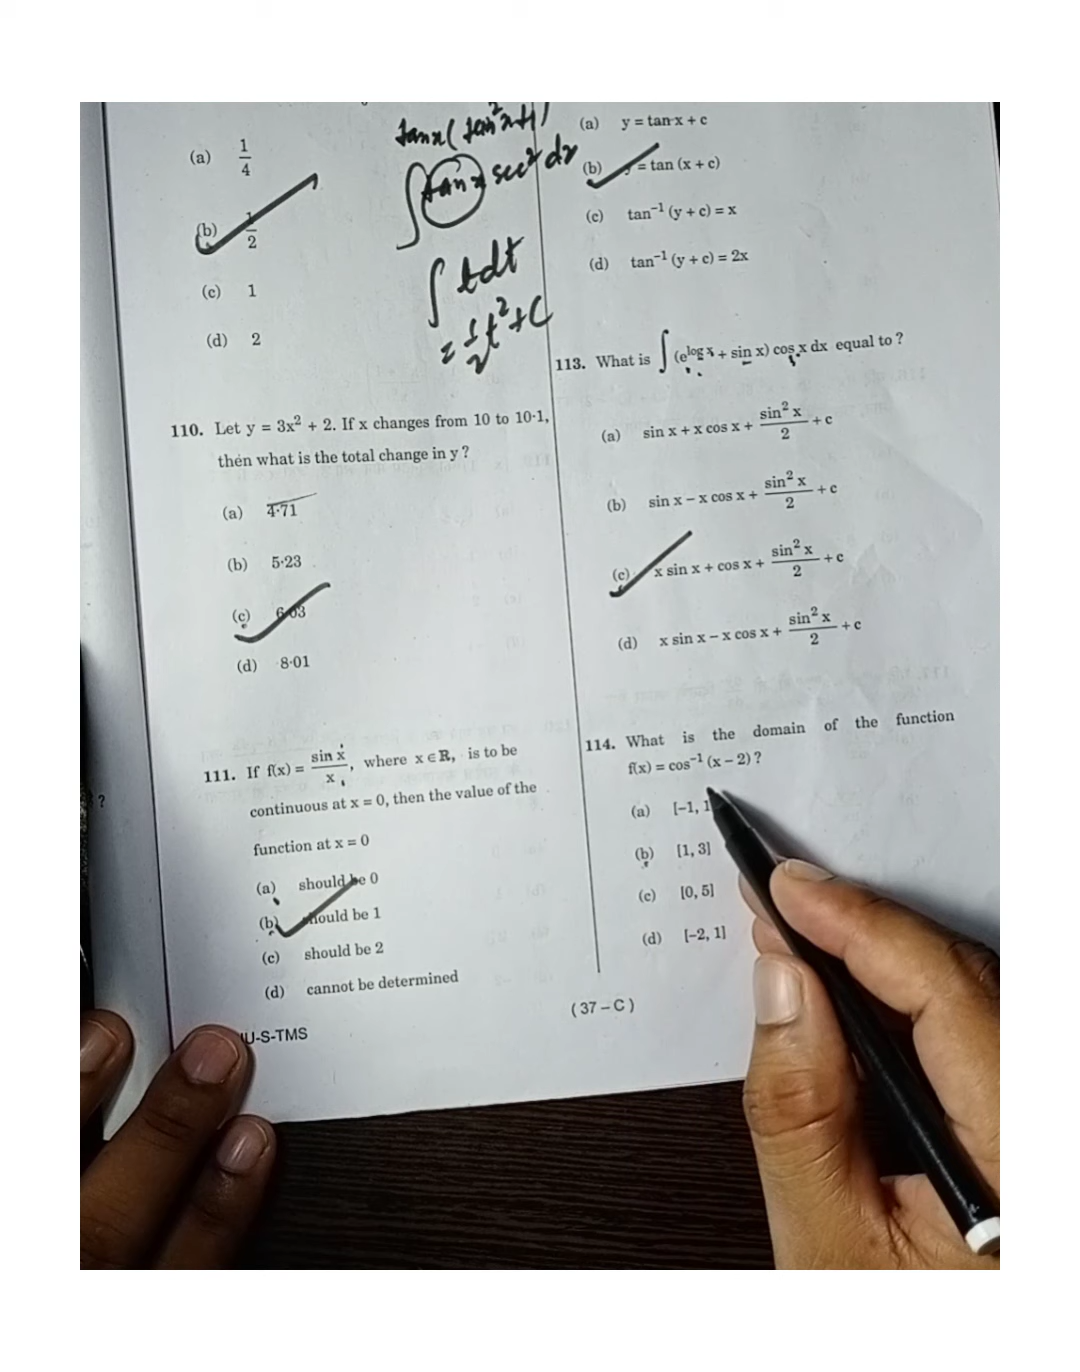 (a) 1/4
(b) 1/2
(c) 1
(d) 2
tanx (tan²x+1)
∫ tanx sec² dx
∫ tdt
= 1/2 t² + C
110. Let y = 3x² + 2. If x changes from 10 to 10·1,
then what is the total change in y ?
(a) 4·71
(b) 5·23
(c) 6·03
(d) 8·01
111. If f(x) = sin x / x, where x ∈ ℝ, is to be
continuous at x = 0, then the value of the
function at x = 0
(a) should be 0
(b) should be 1
(c) should be 2
(d) cannot be determined
U-S-TMS
?
(a) y = tan x + c
(b) = tan (x + c)
(c) tan⁻¹ (y + c) = x
(d) tan⁻¹ (y + c) = 2x
113. What is ∫ (e^(log x) + sin x) cos x dx equal to ?
(a) sin x + x cos x + sin² x / 2 + c
(b) sin x – x cos x + sin² x / 2 + c
(c) x sin x + cos x + sin² x / 2 + c
(d) x sin x – x cos x + sin² x / 2 + c
114. What is the domain of the function
f(x) = cos⁻¹ (x – 2) ?
(a) [–1, 1
(b) [1, 3]
(c) [0, 5]
(d) [–2, 1]
( 37 – C )